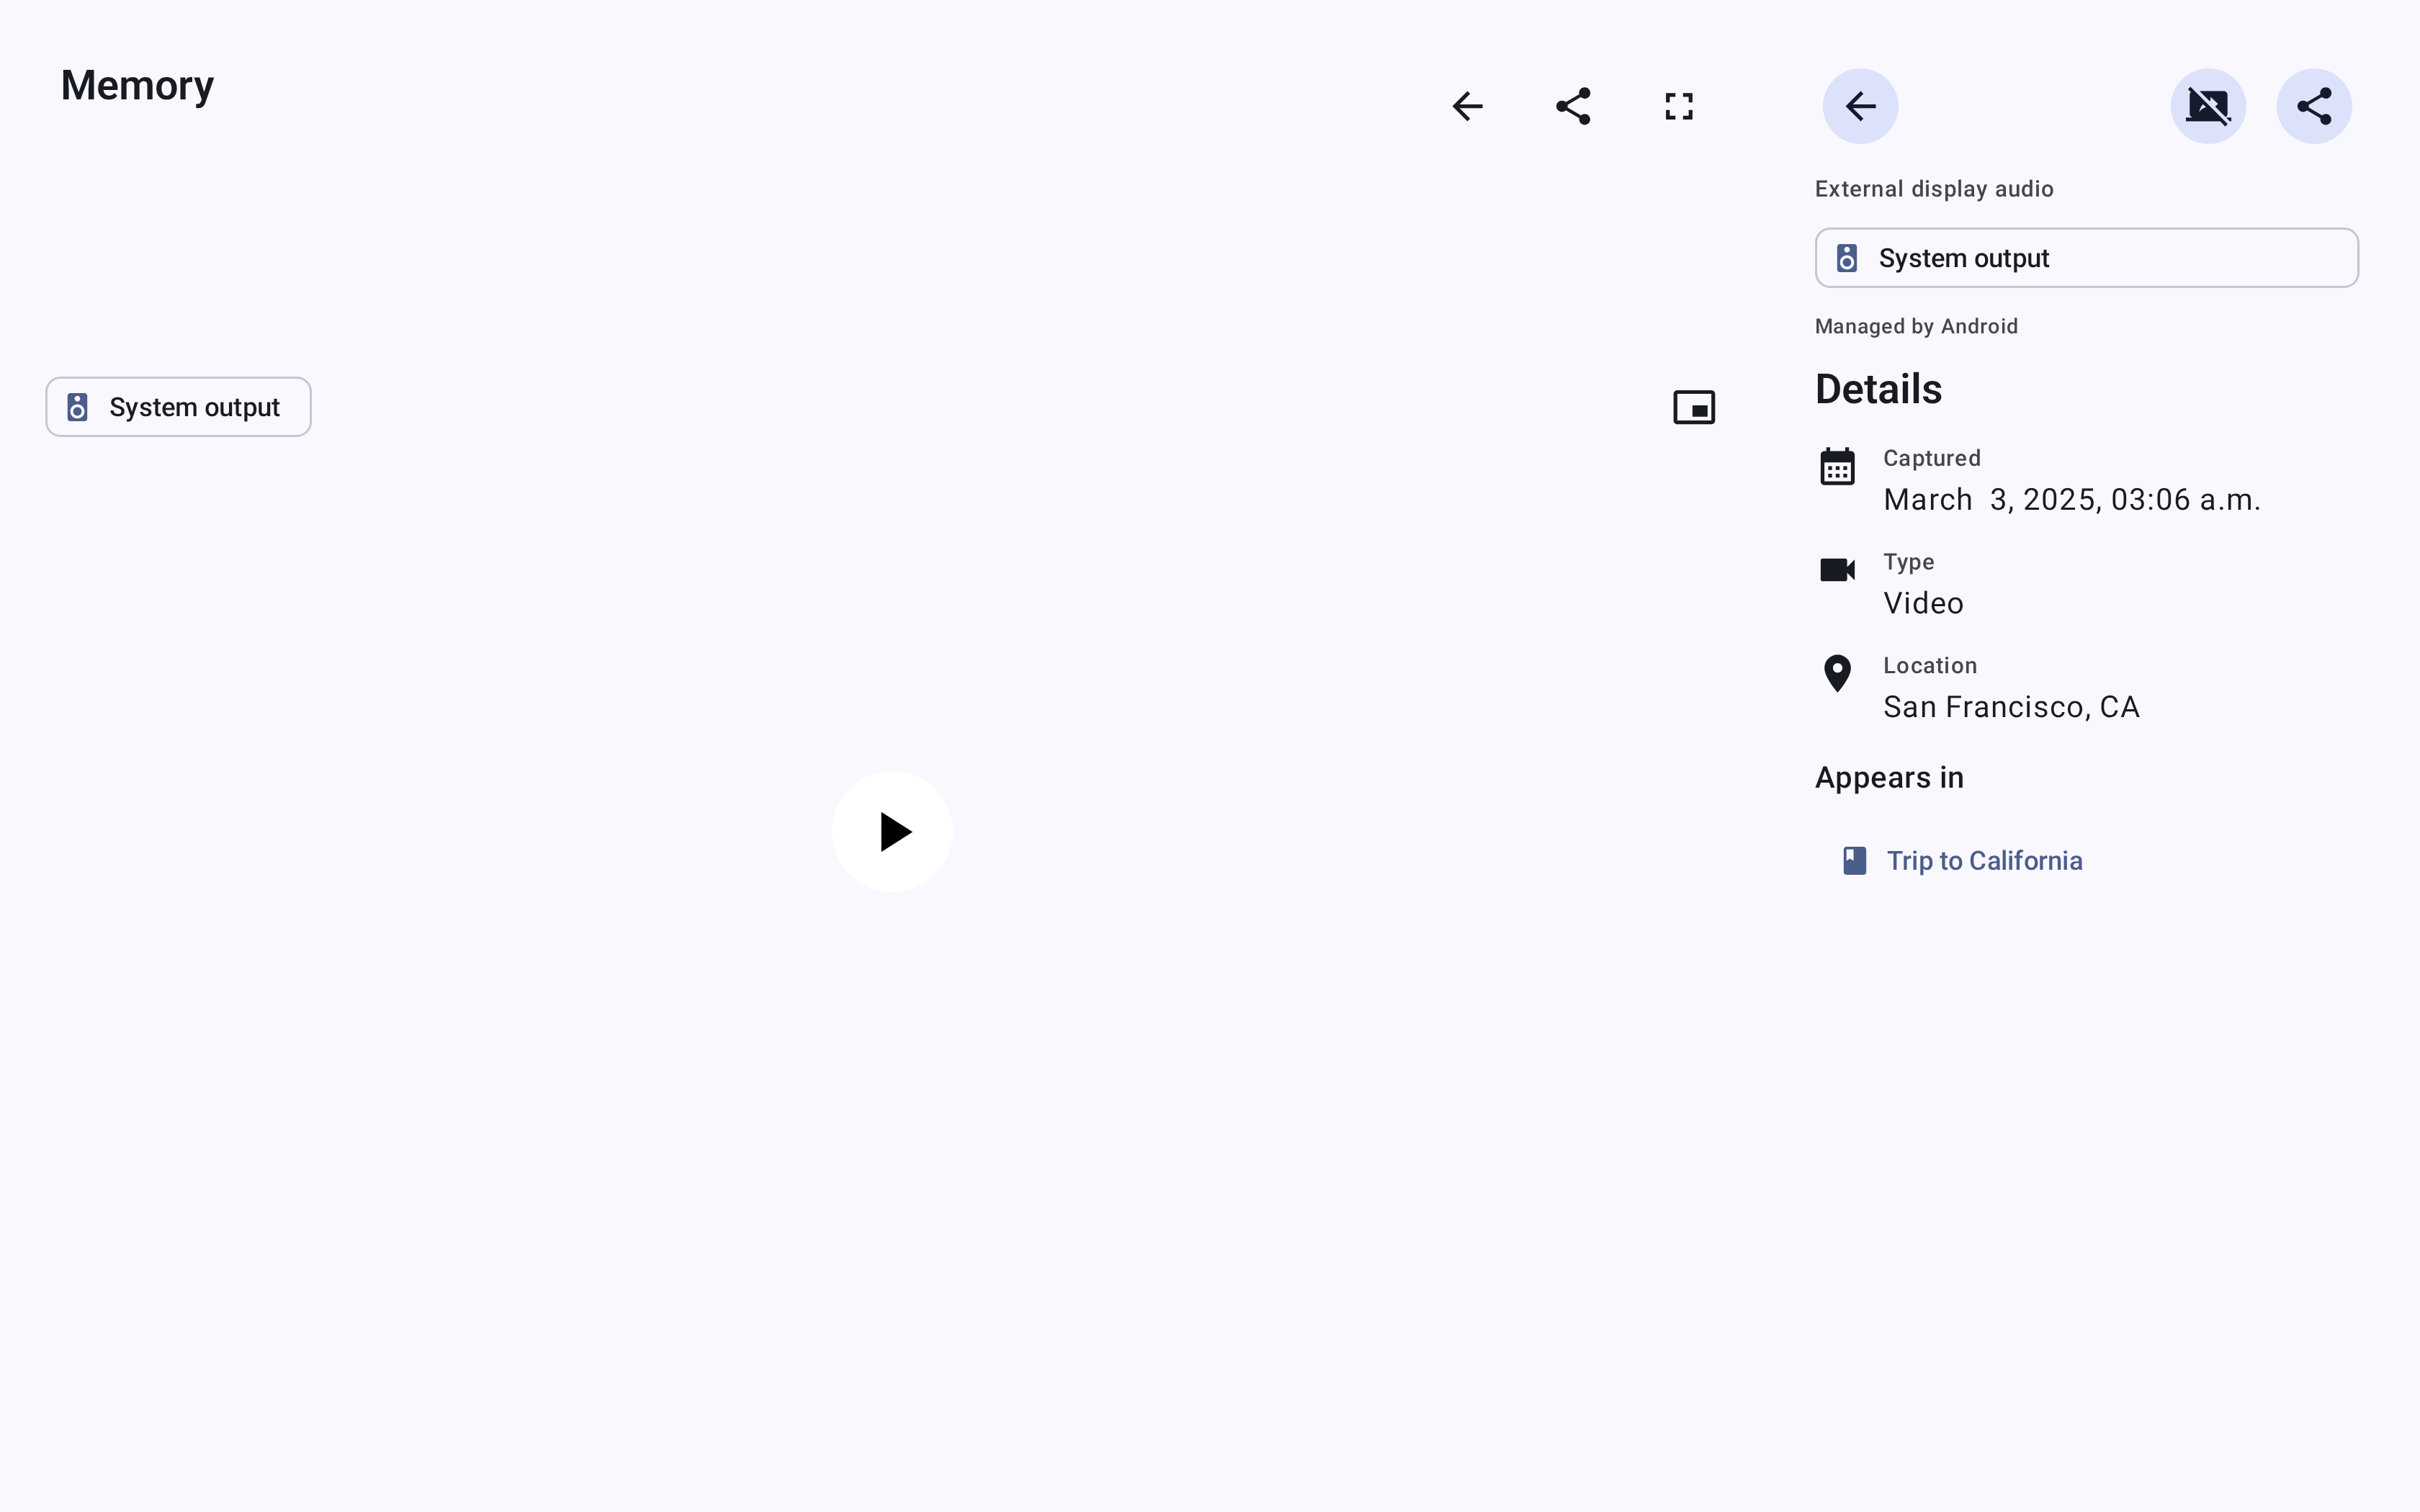 Memory
System output
External display audio
System output
Managed by Android
Details
Captured
March  3, 2025, 03:06 a.m.
Type
Video
Location
San Francisco, CA
Appears in
Trip to California